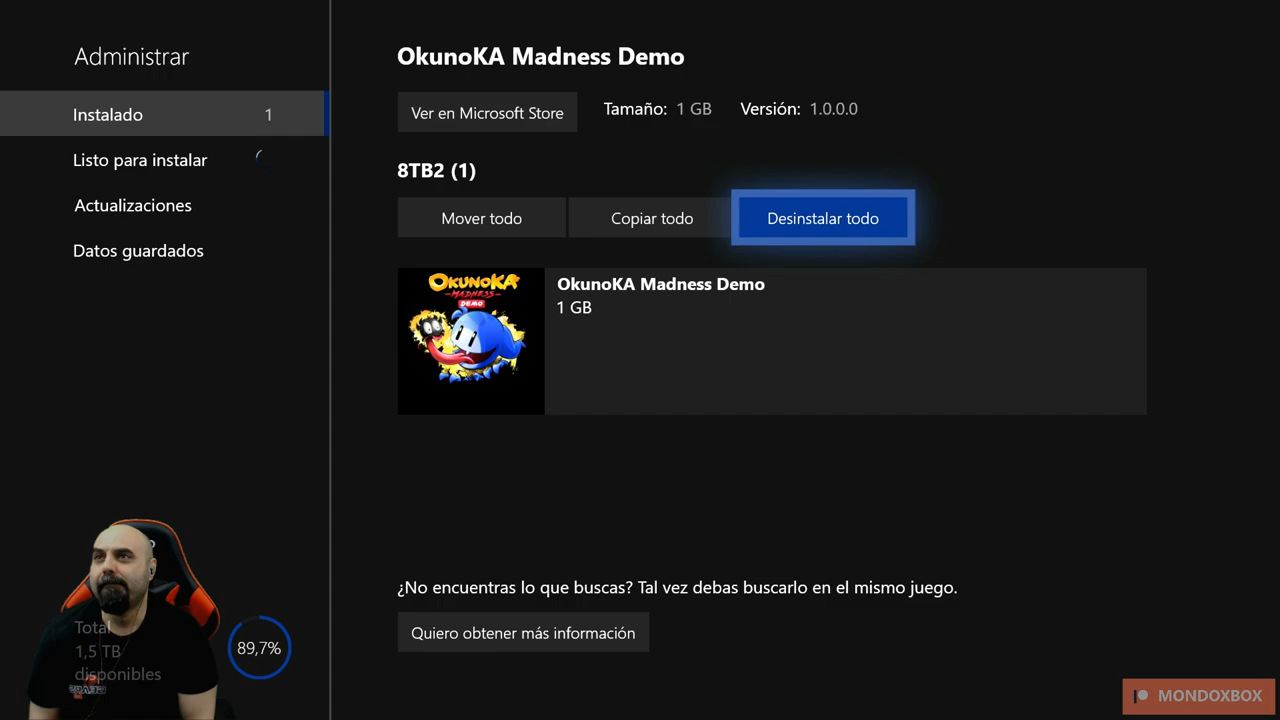 Administrar
Instalado 1
Listo para instalar
Actualizaciones
Datos guardados
OkunoKA Madness Demo
Ver en Microsoft Store
Tamaño: 1 GB
Versión: 1.0.0.0
8TB2 (1)
Mover todo
Copiar todo
Desinstalar todo
OKUNOKA
MADNESS
DEMO
OkunoKA Madness Demo
1 GB
¿No encuentras lo que buscas? Tal vez debas buscarlo en el mismo juego.
Quiero obtener más información
Total
1,5 TB
disponibles
89,7%
MONDOXBOX